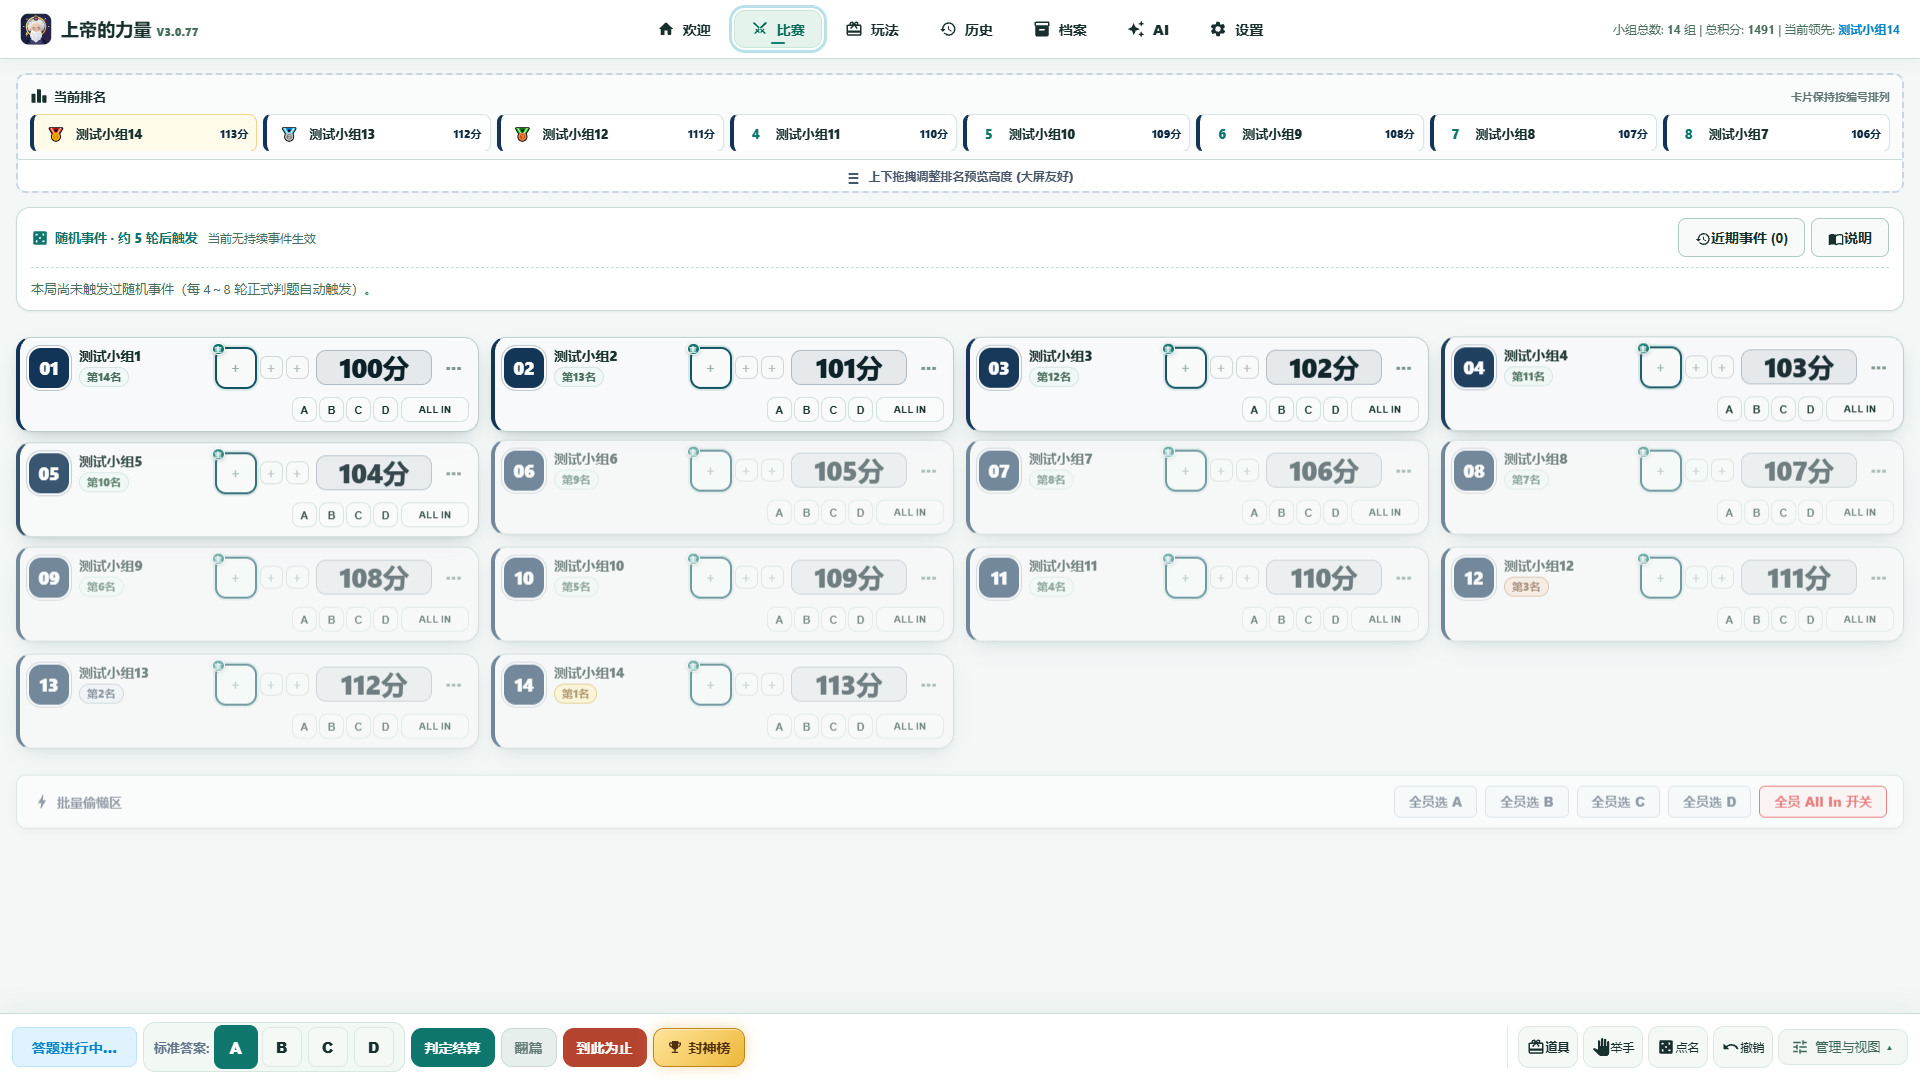 上帝的力量 V3.0.77
欢迎
比赛
玩法
历史
档案
AI
设置
小组总数: 14 组 | 总积分: 1491 | 当前领先: 测试小组14
当前排名
卡片保持按编号排列
测试小组14 113分
测试小组13 112分
测试小组12 111分
4 测试小组11 110分
5 测试小组10 109分
6 测试小组9 108分
7 测试小组8 107分
8 测试小组7 106分
上下拖拽调整排名预览高度 (大屏友好)
随机事件 · 约 5 轮后触发 当前无持续事件生效
近期事件 (0)
说明
本局尚未触发过随机事件（每 4～8 轮正式判题自动触发）。
01 测试小组1 第14名 + + + 100分 ···
A B C D ALL IN
02 测试小组2 第13名 + + + 101分 ···
A B C D ALL IN
03 测试小组3 第12名 + + + 102分 ···
A B C D ALL IN
04 测试小组4 第11名 + + + 103分 ···
A B C D ALL IN
05 测试小组5 第10名 + + + 104分 ···
A B C D ALL IN
06 测试小组6 第9名 + + + 105分 ···
A B C D ALL IN
07 测试小组7 第8名 + + + 106分 ···
A B C D ALL IN
08 测试小组8 第7名 + + + 107分 ···
A B C D ALL IN
09 测试小组9 第6名 + + + 108分 ···
A B C D ALL IN
10 测试小组10 第5名 + + + 109分 ···
A B C D ALL IN
11 测试小组11 第4名 + + + 110分 ···
A B C D ALL IN
12 测试小组12 第3名 + + + 111分 ···
A B C D ALL IN
13 测试小组13 第2名 + + + 112分 ···
A B C D ALL IN
14 测试小组14 第1名 + + + 113分 ···
A B C D ALL IN
批量偷懒区
全员选 A
全员选 B
全员选 C
全员选 D
全员 All In 开关
答题进行中...
标准答案: A B C D
判定结算
翻篇
到此为止
封神榜
道具
举手
点名
撤销
管理与视图